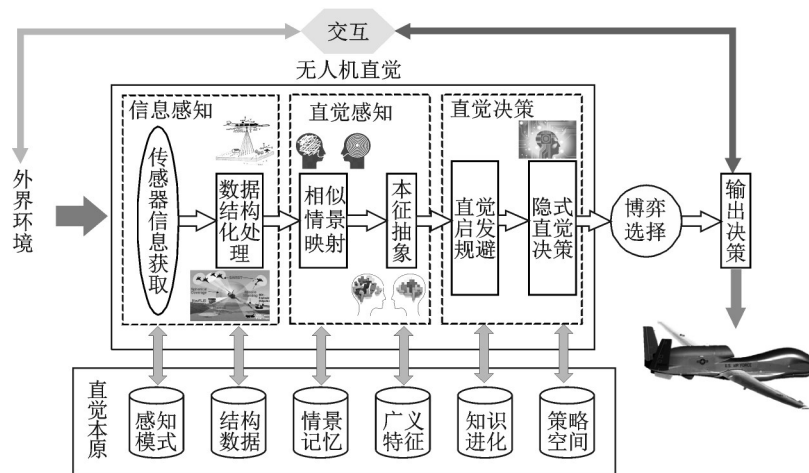 交互
无人机直觉
信息感知
直觉感知
直觉决策
外界环境
传感器信息获取
数据
结构
化处
理
相似
情景
映射
本征抽象
直觉
启发
规避
隐式
直觉
决策
博弈
选择
输出决策
直觉本原
感知
模式
结构
数据
情景
记忆
广义
特征
知识
进化
策略
空间